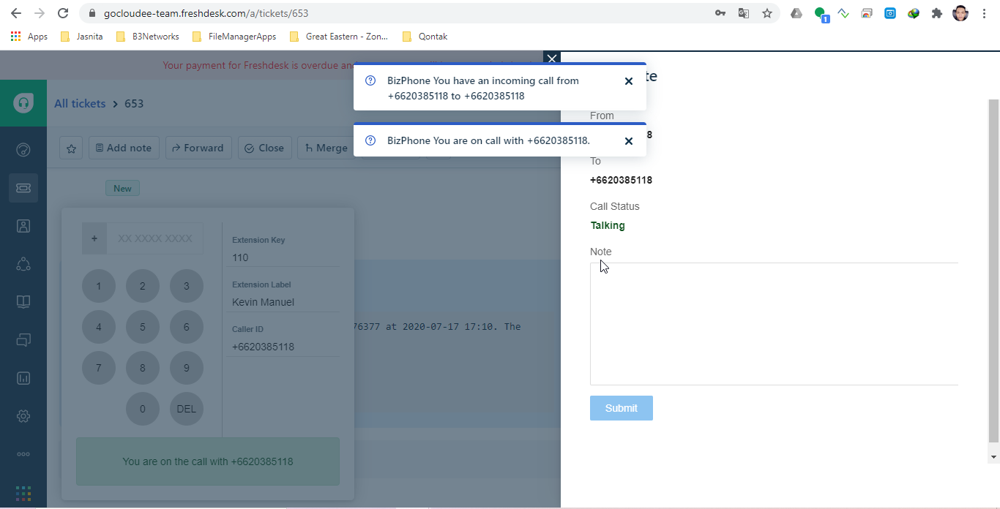 gocloudee-team.freshdesk.com/a/tickets/653
1
Apps
Jasnita
B3Networks
FileManagerApps
Great Eastern - Zon...
Qontak
Your payment for Freshdesk is overdue
BizPhone You have an incoming call from
+6620385118 to +6620385118
BizPhone You are on call with +6620385118.
All tickets > 653
Add note
Forward
Close
Merge
New
+
XX XXXX XXXX
1
2
3
4
5
6
7
8
9
0
DEL
Extension Key
110
Extension Label
Kevin Manuel
Caller ID
+6620385118
76377 at 2020-07-17 17:10. The
You are on the call with +6620385118
te
From
8
To
+6620385118
Call Status
Talking
Note
Submit